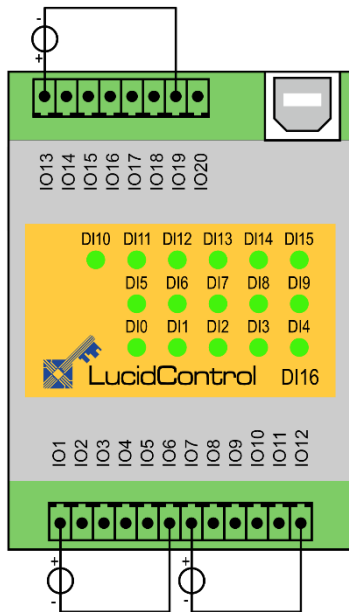 -
+
IO13 IO14 IO15 IO16 IO17 IO18 IO19 IO20
DI10 DI11 DI12 DI13 DI14 DI15
DI5 DI6 DI7 DI8 DI9
DI0 DI1 DI2 DI3 DI4
LucidControl DI16
IO1 IO2 IO3 IO4 IO5 IO6 IO7 IO8 IO9 IO10 IO11 IO12
+ +
- -